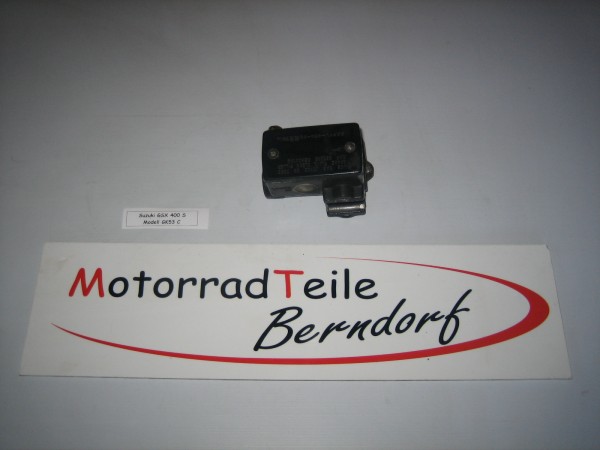 Suzuki GSX 400 S
Modell GK53 C
MotorradTeile
Berndorf